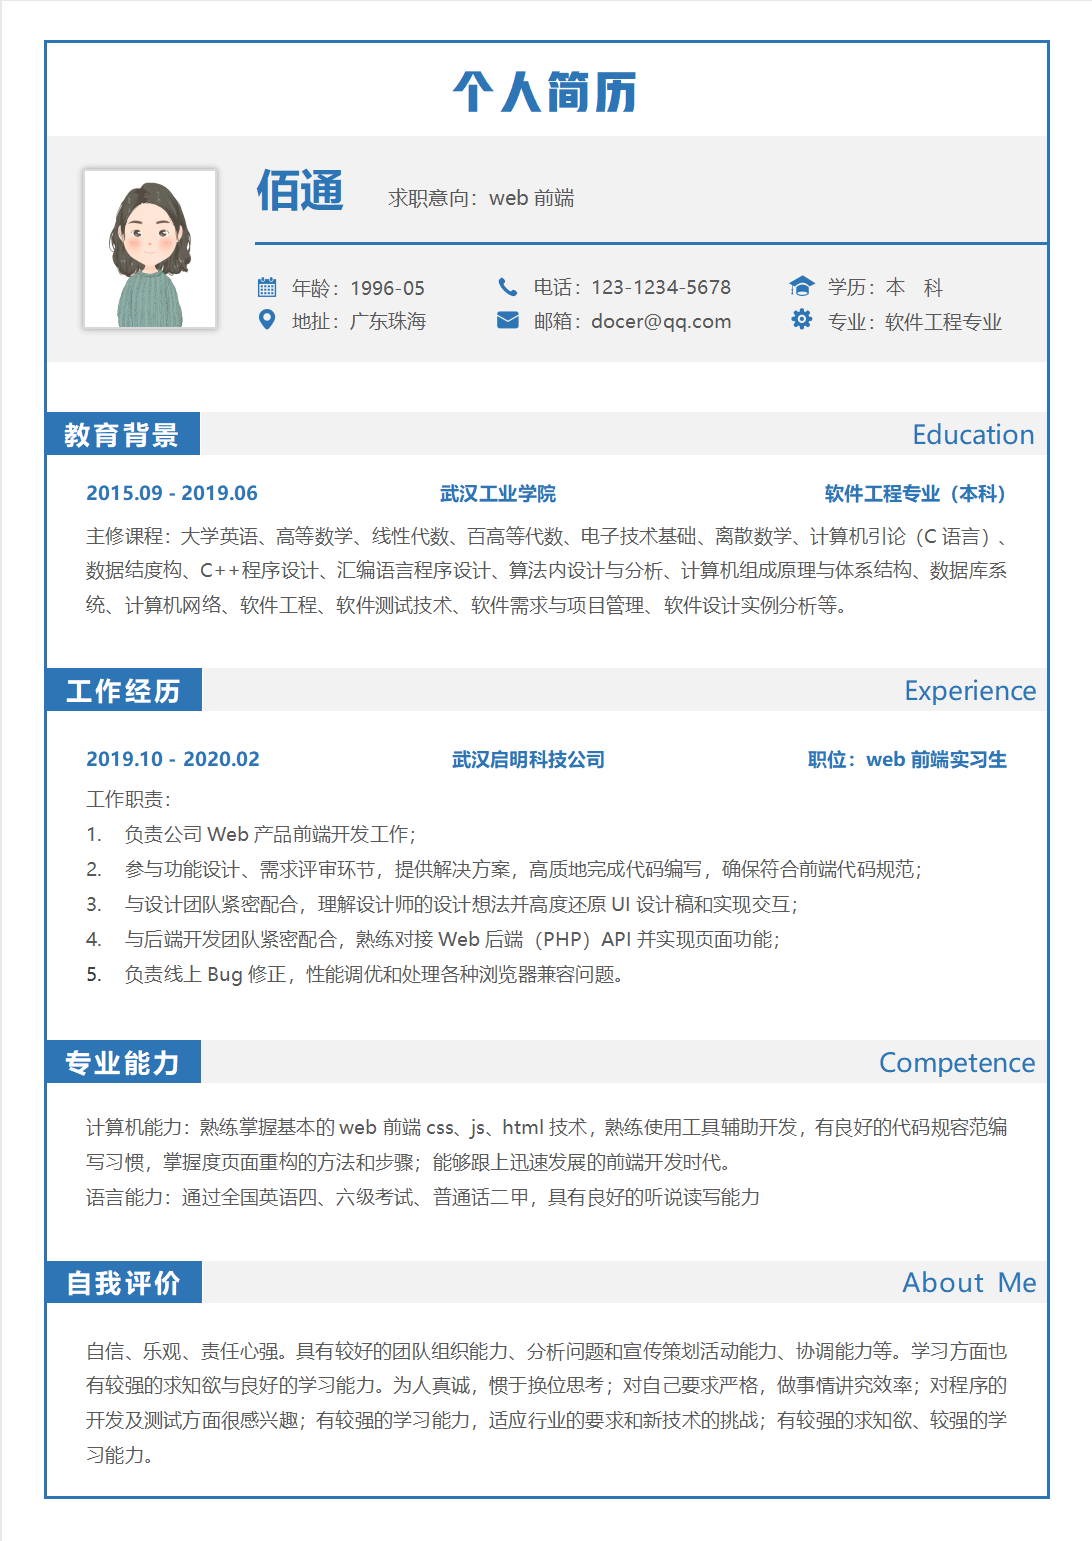 个人简历
佰通 求职意向：web 前端
年龄：1996-05 电话：123-1234-5678 学历：本 科
地扯：广东珠海 邮箱：docer@qq.com 专业：软件工程专业
教育背景 Education
2015.09 - 2019.06 武汉工业学院 软件工程专业（本科）
主修课程：大学英语、高等数学、线性代数、百高等代数、电子技术基础、离散数学、计算机引论（C 语言）、
数据结度构、C++程序设计、汇编语言程序设计、算法内设计与分析、计算机组成原理与体系结构、数据库系
统、计算机网络、软件工程、软件测试技术、软件需求与项目管理、软件设计实例分析等。
工作经历 Experience
2019.10 - 2020.02 武汉启明科技公司 职位：web 前端实习生
工作职责：
1. 负责公司 Web 产品前端开发工作；
2. 参与功能设计、需求评审环节，提供解决方案，高质地完成代码编写，确保符合前端代码规范；
3. 与设计团队紧密配合，理解设计师的设计想法并高度还原 UI 设计稿和实现交互；
4. 与后端开发团队紧密配合，熟练对接 Web 后端（PHP）API 并实现页面功能；
5. 负责线上 Bug 修正，性能调优和处理各种浏览器兼容问题。
专业能力 Competence
计算机能力：熟练掌握基本的 web 前端 css、js、html 技术，熟练使用工具辅助开发，有良好的代码规容范编
写习惯，掌握度页面重构的方法和步骤；能够跟上迅速发展的前端开发时代。
语言能力：通过全国英语四、六级考试、普通话二甲，具有良好的听说读写能力
自我评价 About Me
自信、乐观、责任心强。具有较好的团队组织能力、分析问题和宣传策划活动能力、协调能力等。学习方面也
有较强的求知欲与良好的学习能力。为人真诚，惯于换位思考；对自己要求严格，做事情讲究效率；对程序的
开发及测试方面很感兴趣；有较强的学习能力，适应行业的要求和新技术的挑战；有较强的求知欲、较强的学
习能力。